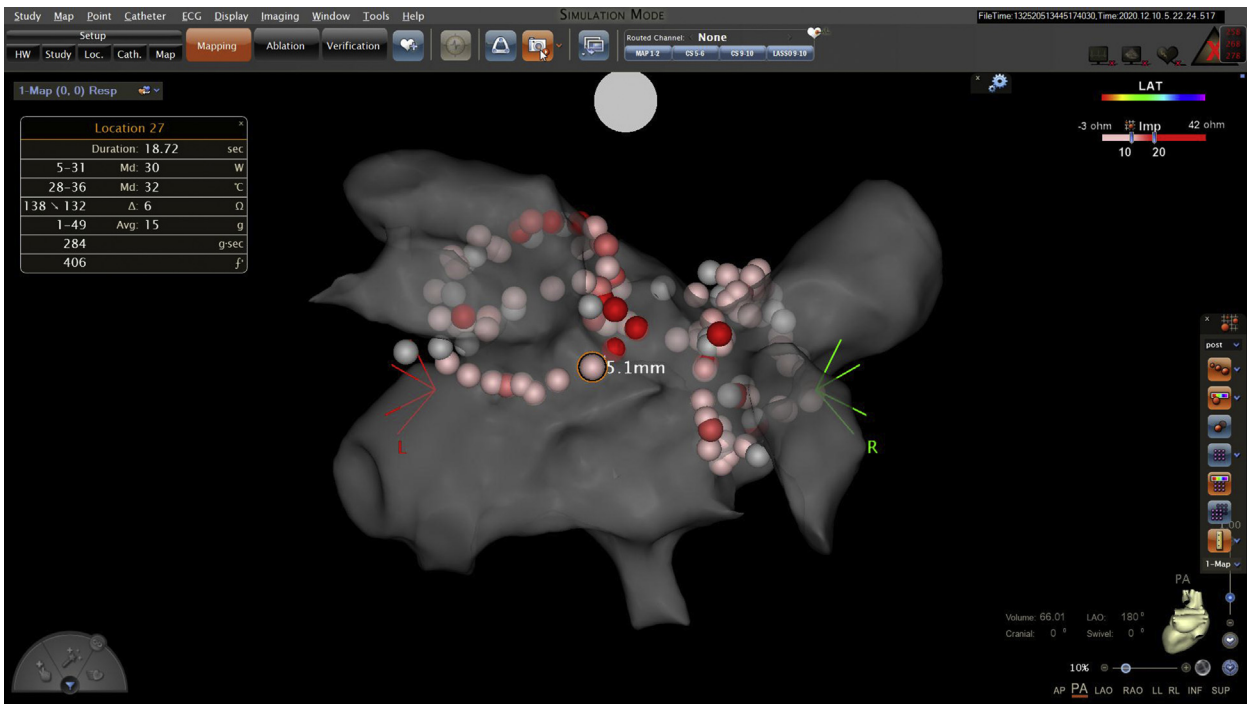 Study Map Point Catheter ECG Display Imaging Window Tools Help
SIMULATION MODE
FileTime:132520513445174030,Time:2020.12.10.5.22.24.517
Setup
HW Study Loc. Cath. Map
Mapping
Ablation
Verification
Routed Channel: None
MAP 1-2 CS 5-6 CS 9-10 LASSO 9-10
258
268
278
1-Map (0, 0) Resp
LAT
-3 ohm Imp 42 ohm
10 20
Location 27
Duration: 18.72 sec
5-31 Md: 30 W
28-36 Md: 32 °C
138 ↘ 132 Δ: 6 Ω
1-49 Avg: 15 g
284 g·sec
406
5.1mm
L
R
post
1.00
1-Map
PA
Volume: 66.01 LAO: 180 °
Cranial: 0 ° Swivel: 0 °
10%
AP PA LAO RAO LL RL INF SUP